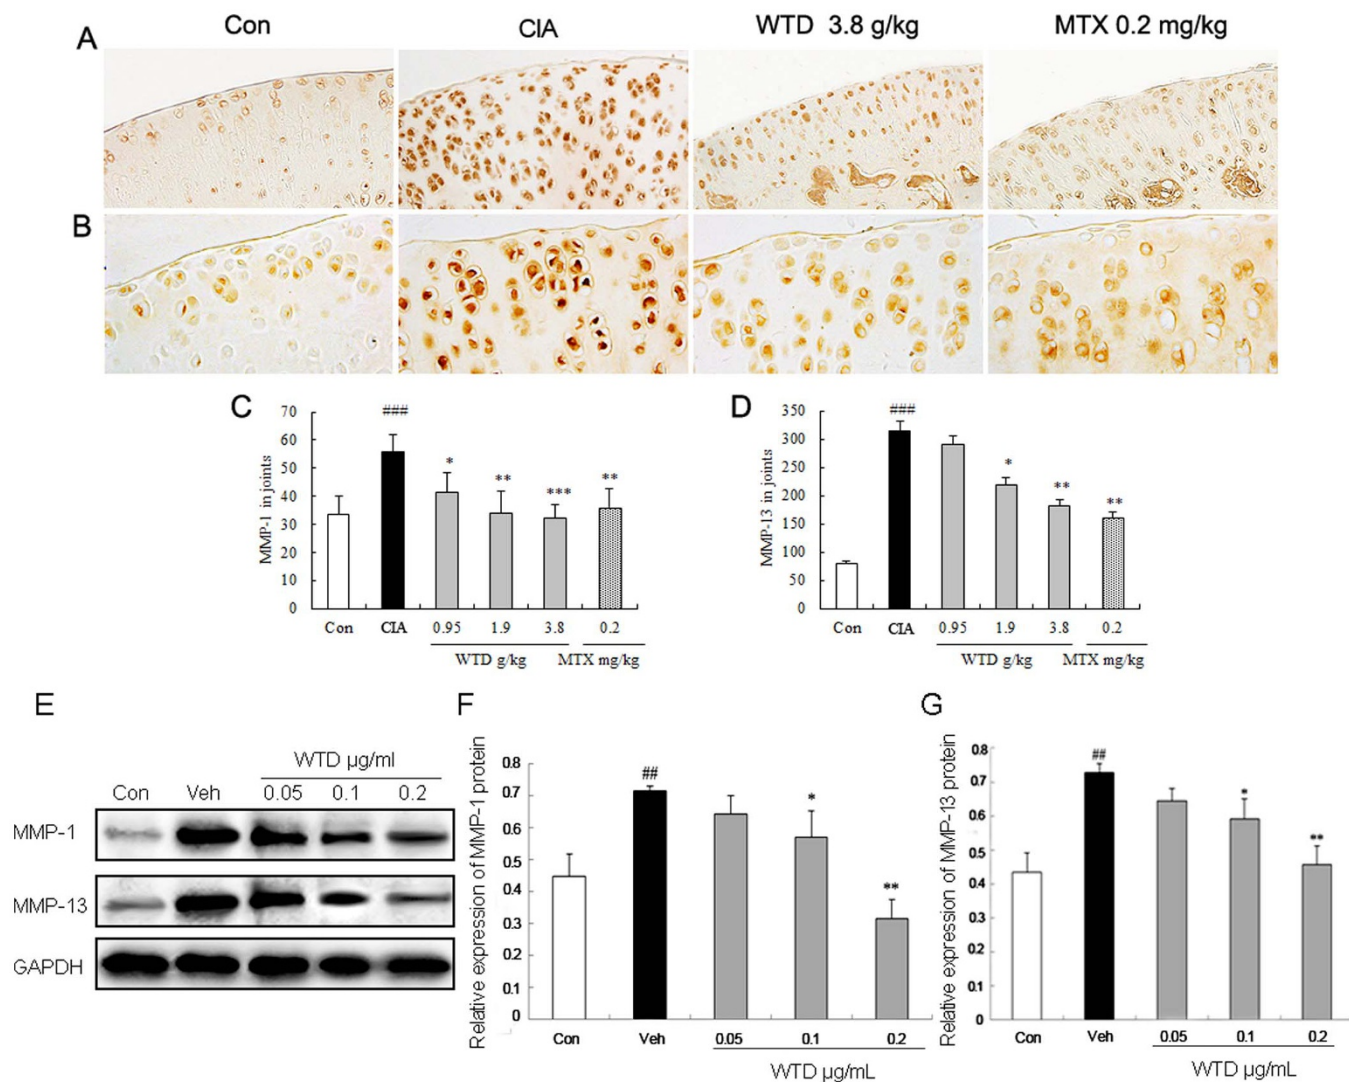 Con CIA WTD 3.8 g/kg MTX 0.2 mg/kg
A
B
C
MMP-1 in joints
70
60
50
40
30
20
10
0
###
*
**
***
**
Con CIA 0.95 1.9 3.8 0.2
WTD g/kg MTX mg/kg
D
MMP-13 in joints
350
300
250
200
150
100
50
0
###
*
**
**
Con CIA 0.95 1.9 3.8 0.2
WTD g/kg MTX mg/kg
E
WTD µg/ml
Con Veh 0.05 0.1 0.2
MMP-1
MMP-13
GAPDH
F
Relative expression of MMP-1 protein
0.8
0.7
0.6
0.5
0.4
0.3
0.2
0.1
0
##
*
**
Con Veh 0.05 0.1 0.2
WTD µg/mL
G
Relative expression of MMP-13 protein
0.8
0.7
0.6
0.5
0.4
0.3
0.2
0.1
0
##
*
**
Con Veh 0.05 0.1 0.2
WTD µg/mL